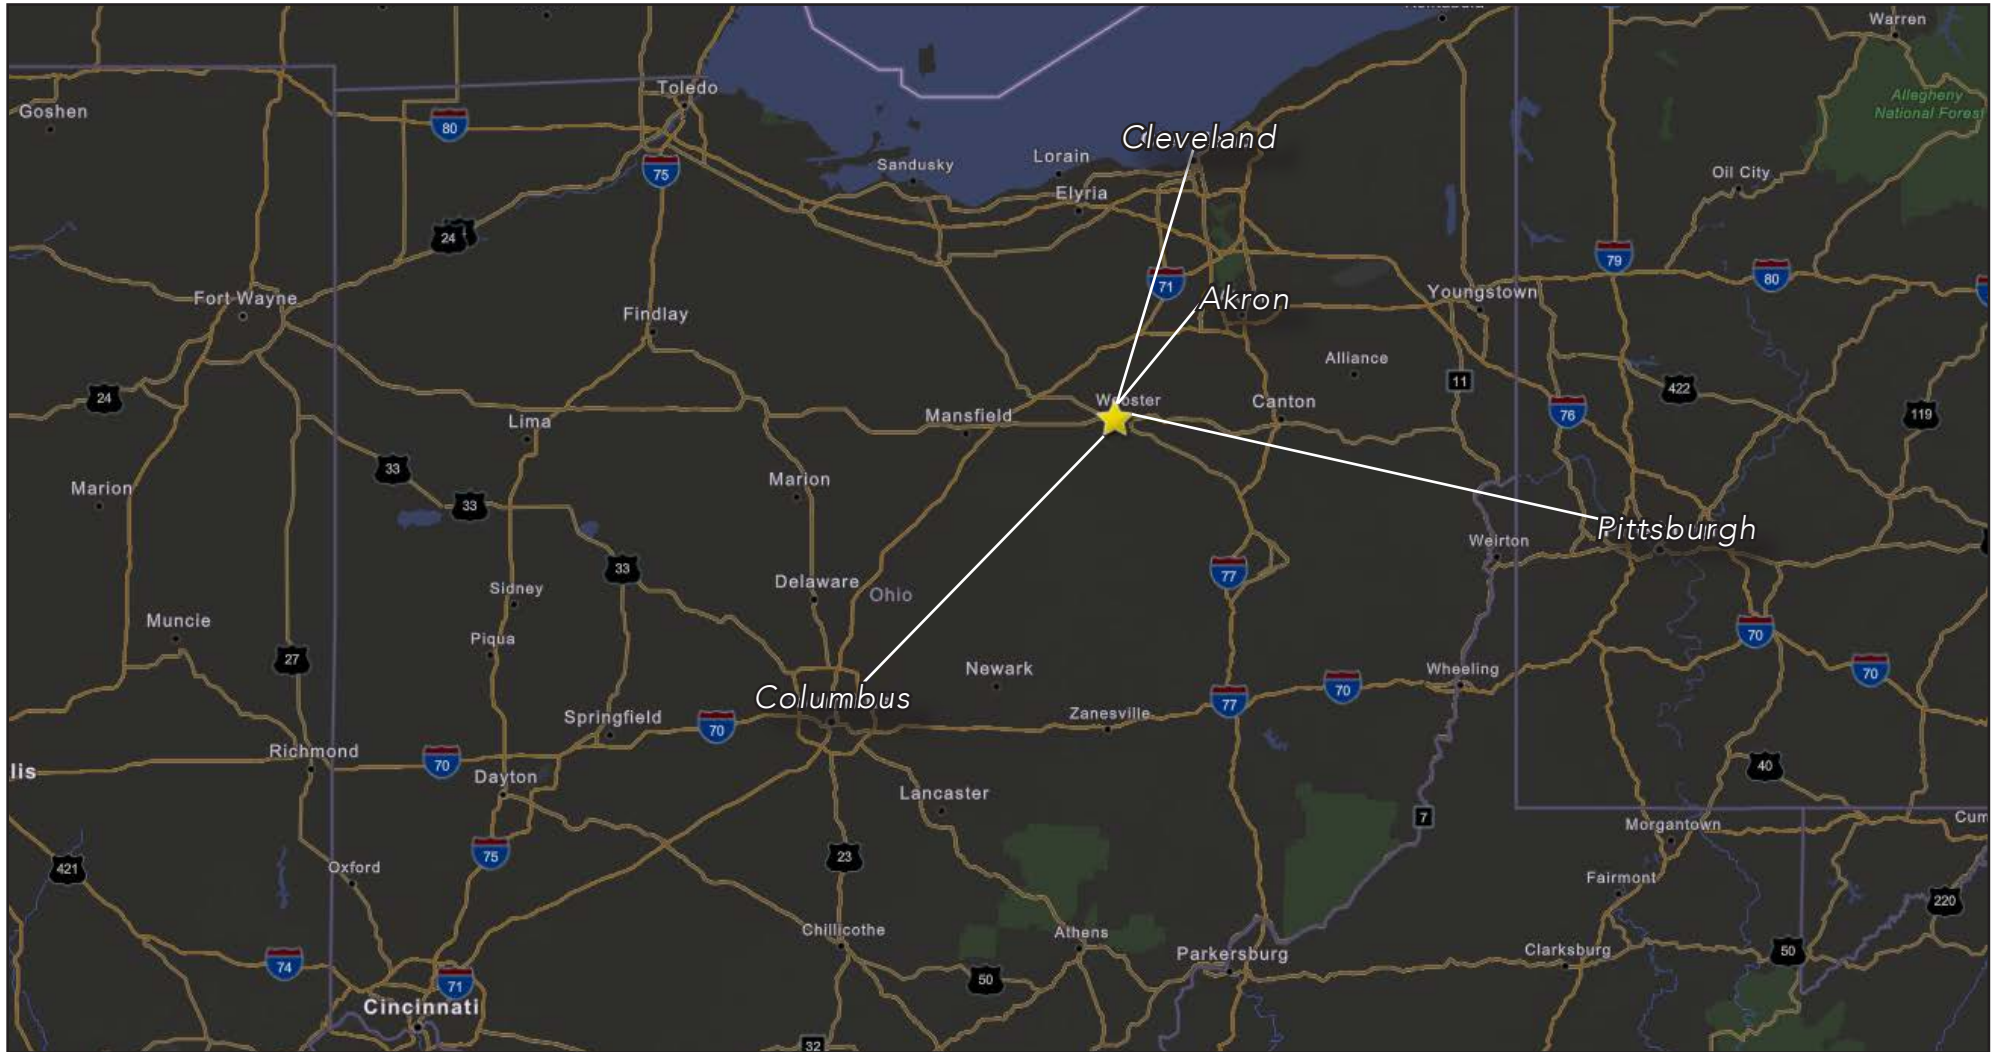 Warren
Goshen
Toledo
Allegheny
National Forest
80
Cleveland
75
Sandusky
Lorain
Elyria
Oil City
24
79
80
71
Akron
Youngstown
Fort Wayne
Findlay
Alliance
11
422
24
Wooster
Canton
76
119
Mansfield
Lima
33
Marion
Marion
33
Pittsburgh
Weirton
33
77
Delaware
Ohio
Sidney
Muncie
Piqua
70
27
Newark
Wheeling
70
70
Columbus
77
Springfield
70
Zanesville
Richmond
70
lis
Dayton
40
Lancaster
7
Morgantown
Cum
75
23
421
Oxford
Fairmont
220
Chillicothe
Athens
Parkersburg
Clarksburg
50
74
50
71
Cincinnati
32